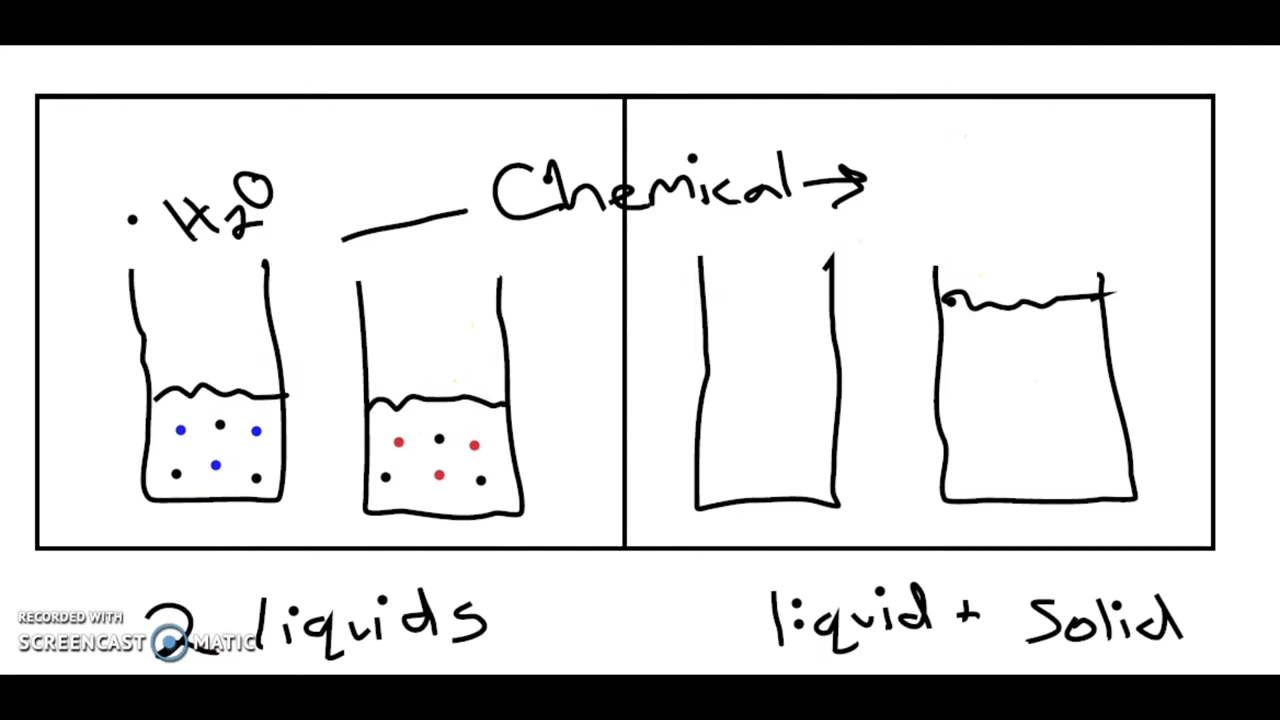 H2O
Chemical
2 liquids
liquid + Solid
RECORDED WITH
SCREENCAST MATIC